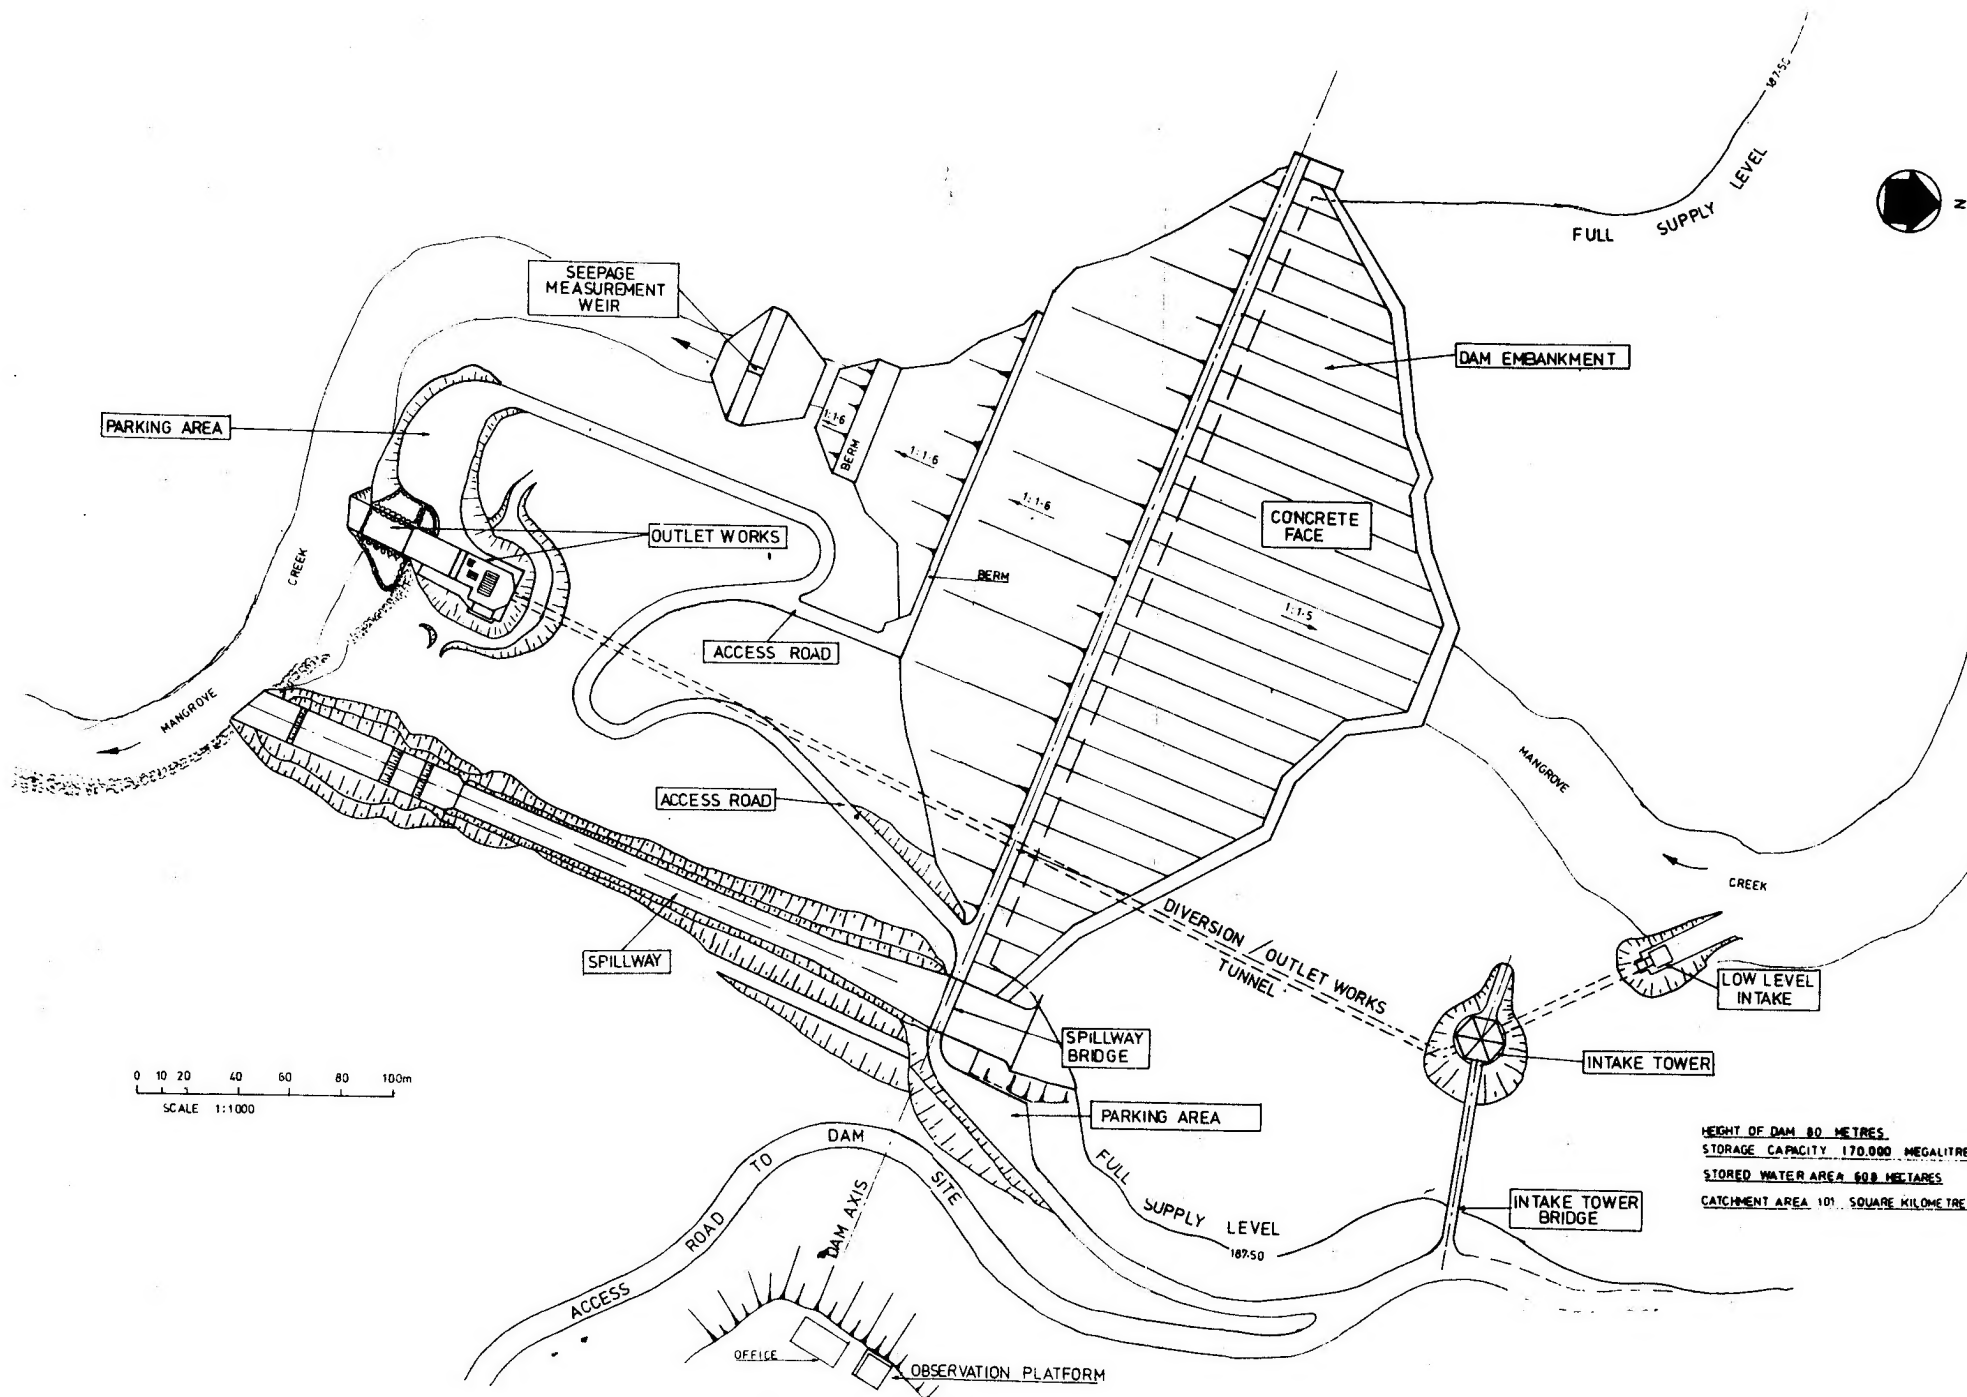 187·50
FULL SUPPLY LEVEL
N
SEEPAGE
MEASUREMENT
WEIR
DAM EMBANKMENT
PARKING AREA
1:1·6
BERM
1:1·6
1:1·6
CONCRETE
FACE
OUTLET WORKS
CREEK
BERM
1:1·5
ACCESS ROAD
MANGROVE
MANGROVE
ACCESS ROAD
CREEK
DIVERSION / OUTLET WORKS
TUNNEL
SPILLWAY
LOW LEVEL
INTAKE
SPILLWAY
BRIDGE
INTAKE TOWER
0 10 20 40 60 80 100m
SCALE 1:1000
PARKING AREA
HEIGHT OF DAM 80 METRES
STORAGE CAPACITY 170,000 MEGALITRE
STORED WATER AREA 608 HECTARES
CATCHMENT AREA 101 SQUARE KILOMETRE
ACCESS ROAD TO DAM SITE
DAM AXIS
FULL SUPPLY LEVEL
187·50
INTAKE TOWER
BRIDGE
OFFICE
OBSERVATION PLATFORM